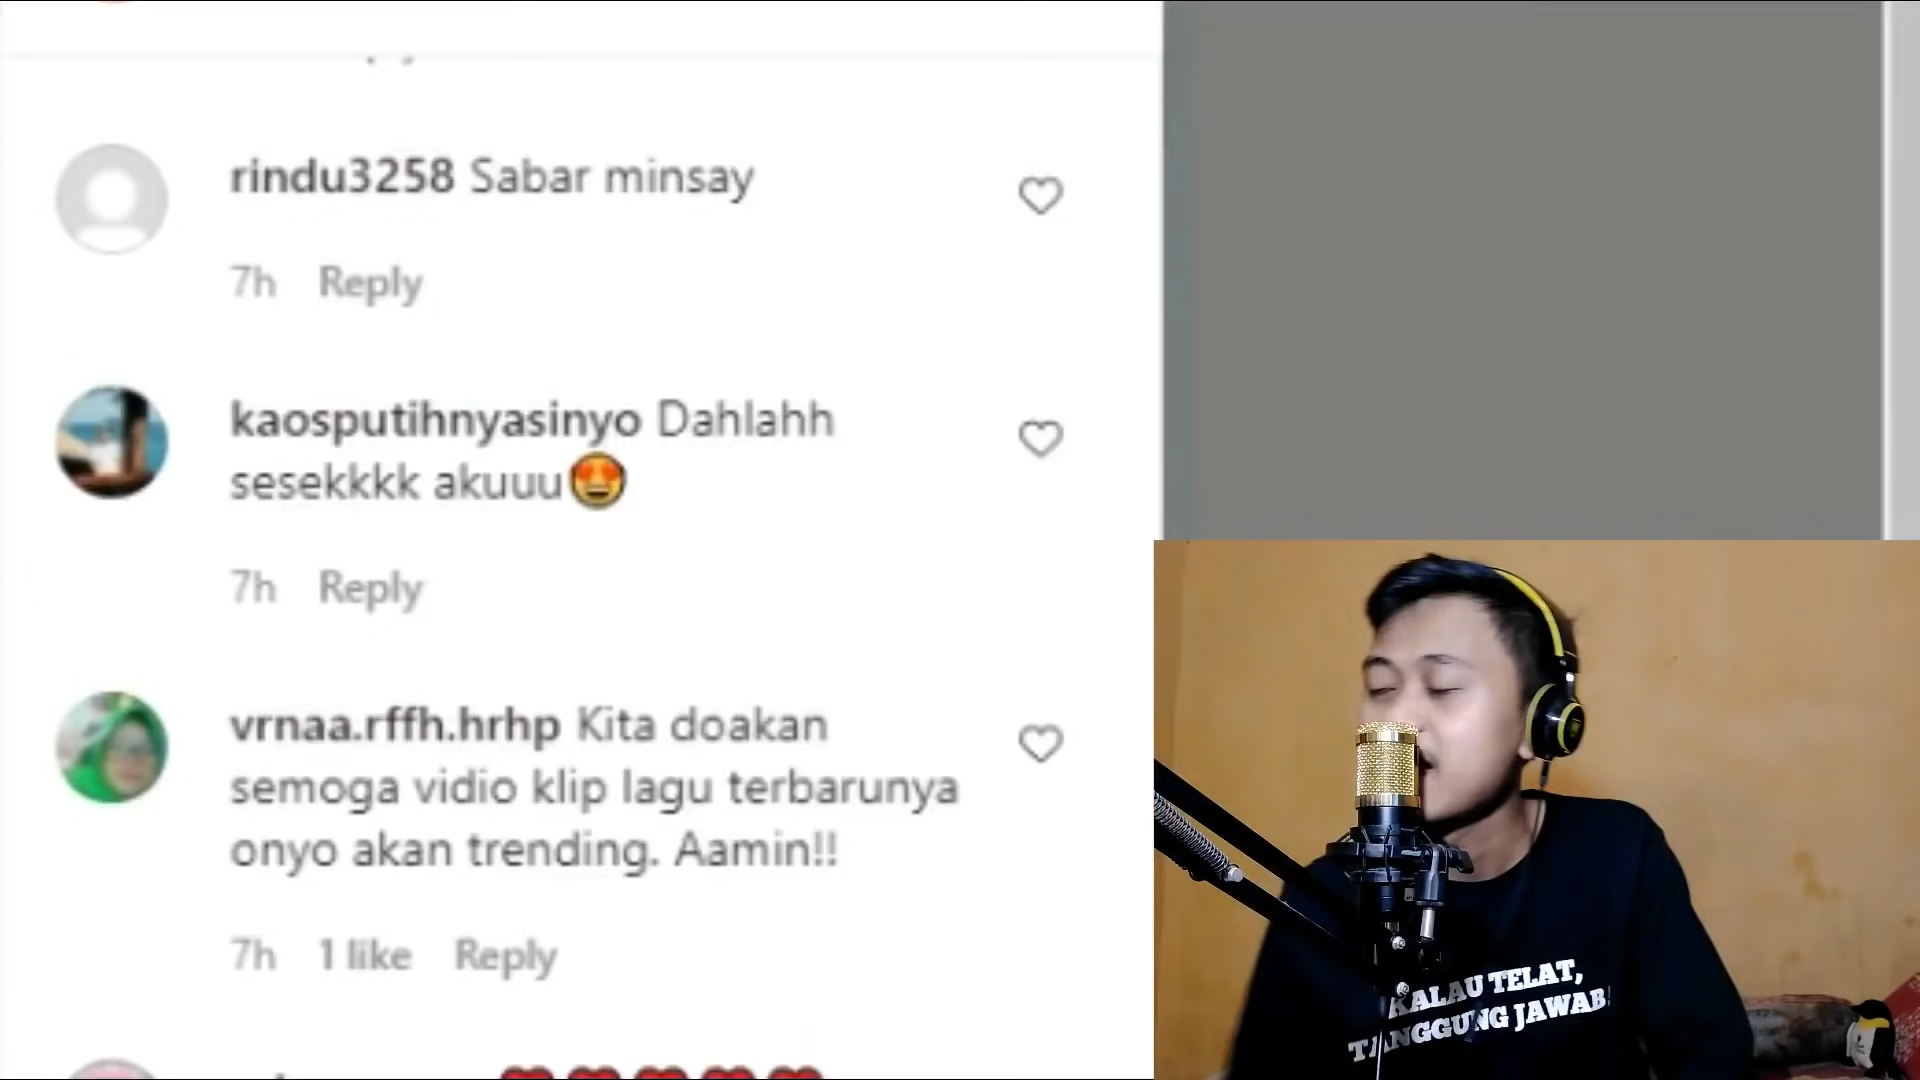 rindu3258 Sabar minsay
7h Reply
kaosputihnyasinyo Dahlahh
sesekkkk akuuu😍
7h Reply
vrnaa.rffh.hrhp Kita doakan
semoga vidio klip lagu terbarunya
onyo akan trending. Aamin!!
7h 1 like Reply
KALAU TELAT,
TANGGUNG JAWAB!